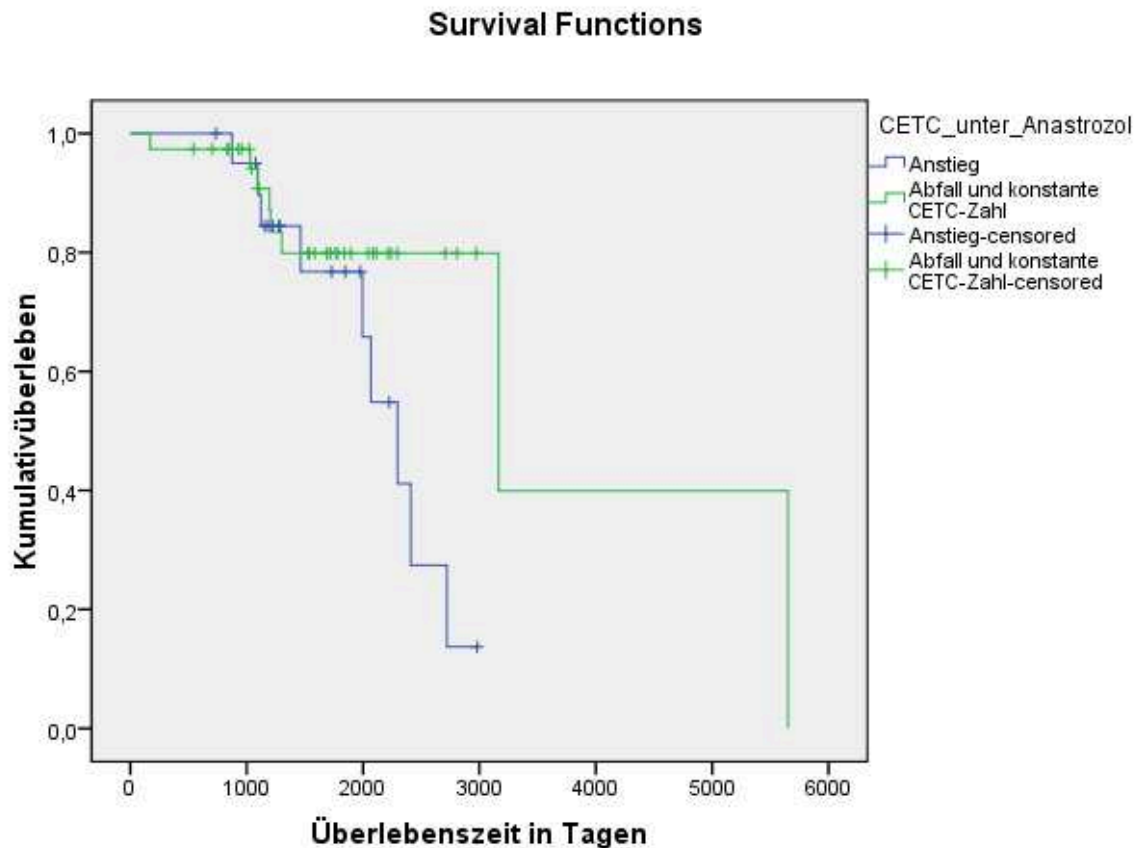 Survival Functions
CETC_unter_Anastrozol
Anstieg
Abfall und konstante
CETC-Zahl
Anstieg-censored
Abfall und konstante
CETC-Zahl-censored
Kumulativüberleben
1,0
0,8
0,6
0,4
0,2
0,0
0 1000 2000 3000 4000 5000 6000
Überlebenszeit in Tagen